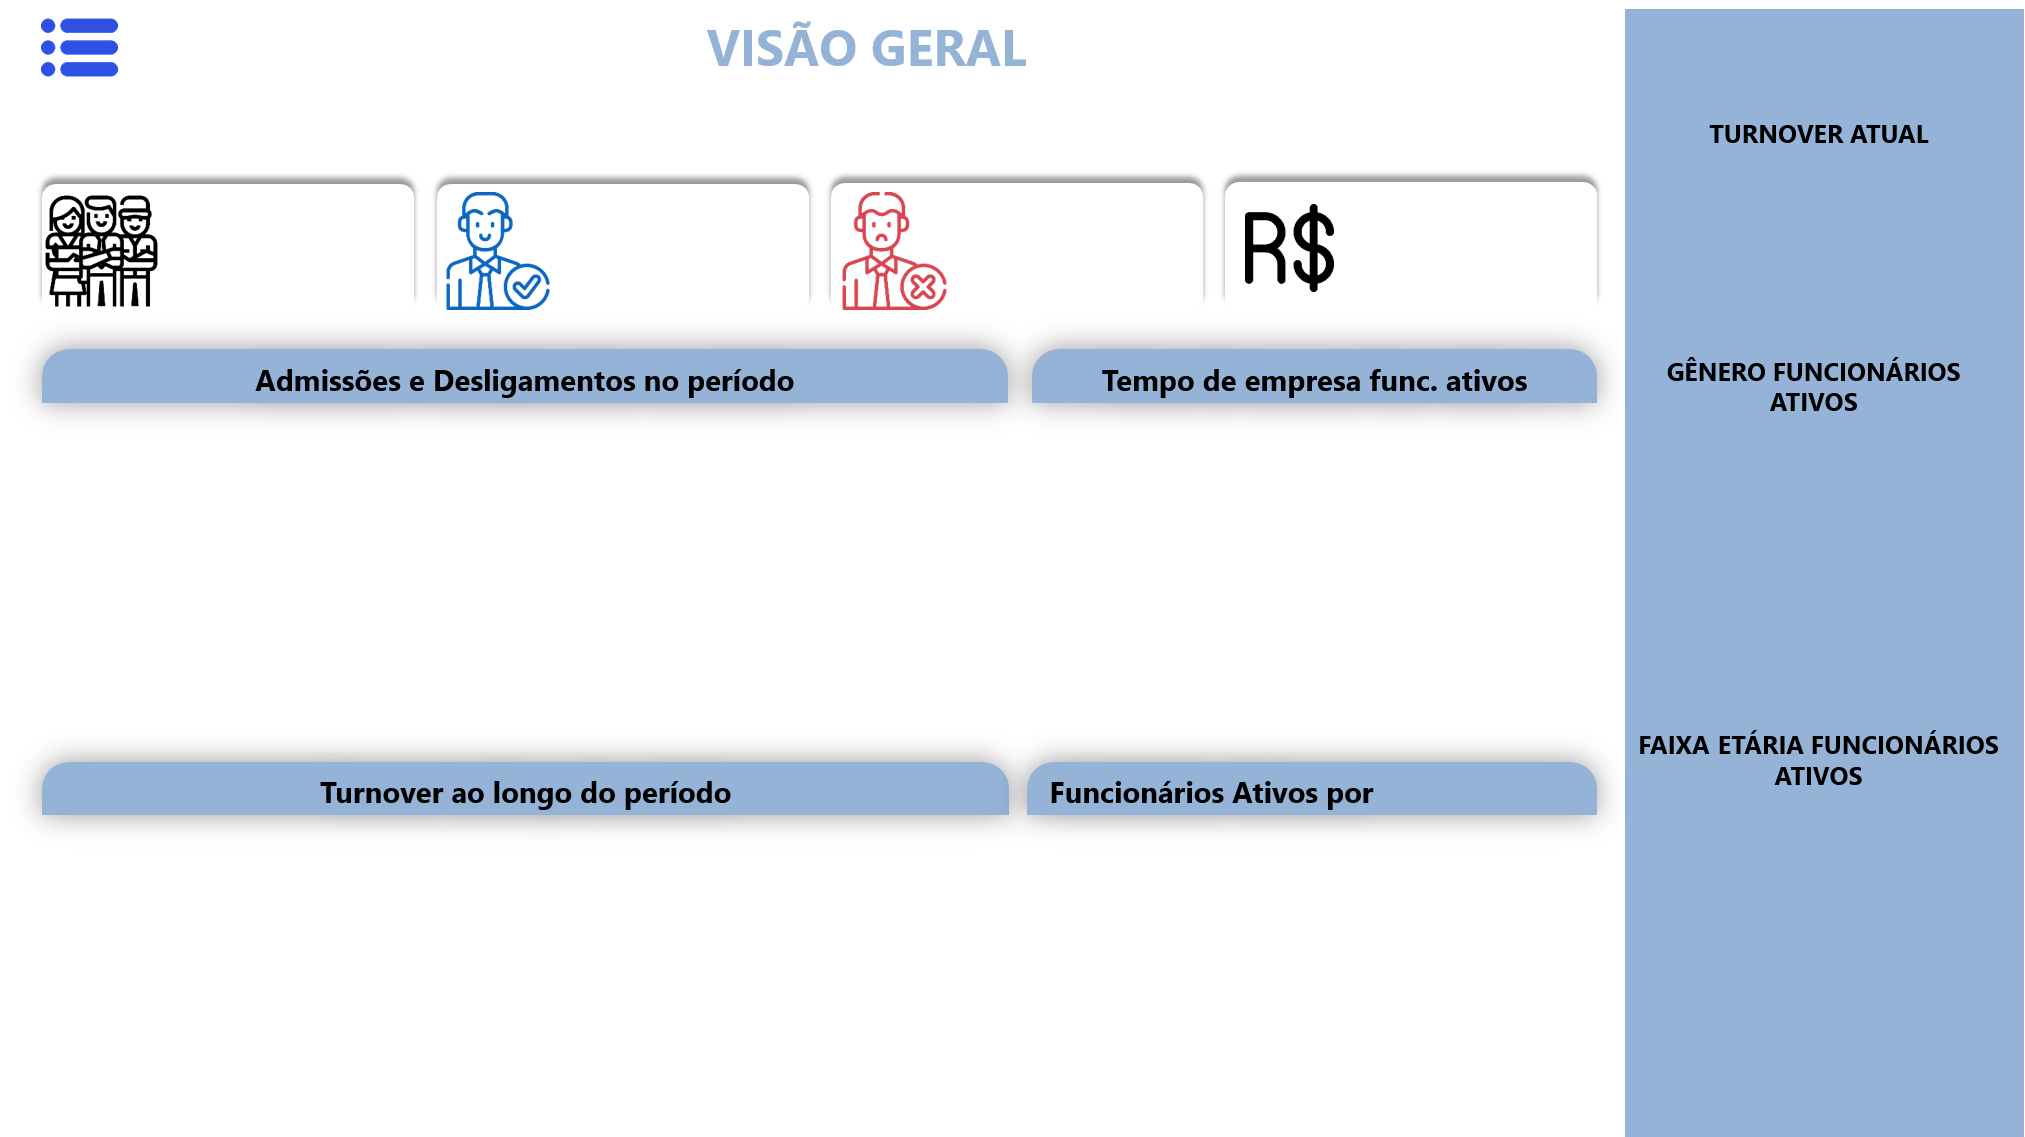 VISÃO GERAL
TURNOVER ATUAL
R$
Admissões e Desligamentos no período
Tempo de empresa func. ativos
GÊNERO FUNCIONÁRIOS
ATIVOS
Turnover ao longo do período
Funcionários Ativos por
FAIXA ETÁRIA FUNCIONÁRIOS
ATIVOS